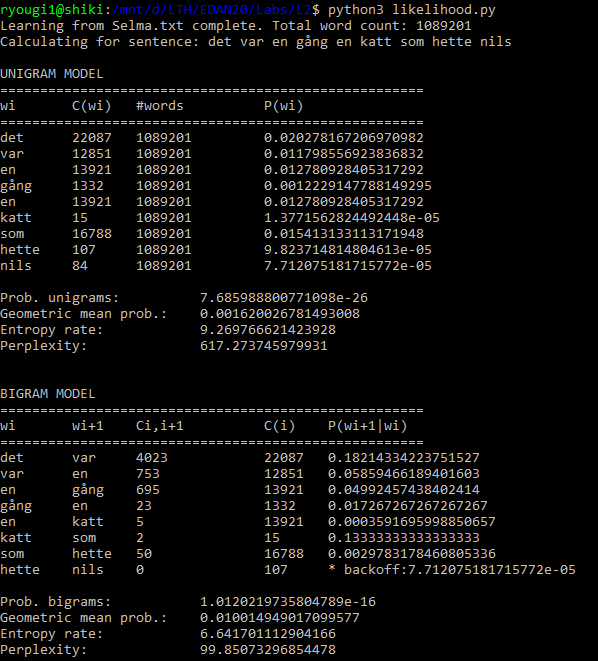 ryougi1@shiki:/mnt/d/LTH/EDAN20/Labs/L2$ python3 likelihood.py
Learning from Selma.txt complete. Total word count: 1089201
Calculating for sentence: det var en gång en katt som hette nils
UNIGRAM MODEL
=====================================================
wi C(wi) #words P(wi)
=====================================================
det 22087 1089201 0.020278167206970982
var 12851 1089201 0.011798556923836832
en 13921 1089201 0.012780928405317292
gång 1332 1089201 0.0012229147788149295
en 13921 1089201 0.012780928405317292
katt 15 1089201 1.3771562824492448e-05
som 16788 1089201 0.015413133113171948
hette 107 1089201 9.823714814804613e-05
nils 84 1089201 7.712075181715772e-05
Prob. unigrams: 7.685988800771098e-26
Geometric mean prob.: 0.001620026781493008
Entropy rate: 9.269766621423928
Perplexity: 617.273745979931
BIGRAM MODEL
=====================================================
wi wi+1 Ci,i+1 C(i) P(wi+1|wi)
=====================================================
det var 4023 22087 0.18214334223751527
var en 753 12851 0.05859466189401603
en gång 695 13921 0.04992457438402414
gång en 23 1332 0.017267267267267267
en katt 5 13921 0.0003591695998850657
katt som 2 15 0.13333333333333333
som hette 50 16788 0.0029783178460805336
hette nils 0 107 * backoff:7.712075181715772e-05
Prob. bigrams: 1.0120219735804789e-16
Geometric mean prob.: 0.010014949017099577
Entropy rate: 6.641701112904166
Perplexity: 99.85073296854478